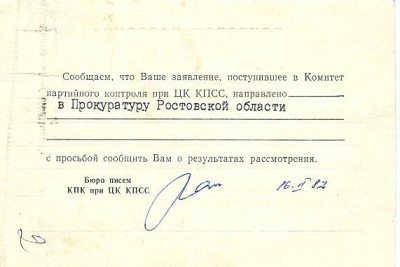 Сообщаем, что Ваше заявление, поступившее в Комитет
партийного контроля при ЦК КПСС, направлено
в Прокуратуру Ростовской области
с просьбой сообщить Вам о результатах рассмотрения.
Бюро писем
КПК при ЦК КПСС
16.II 82